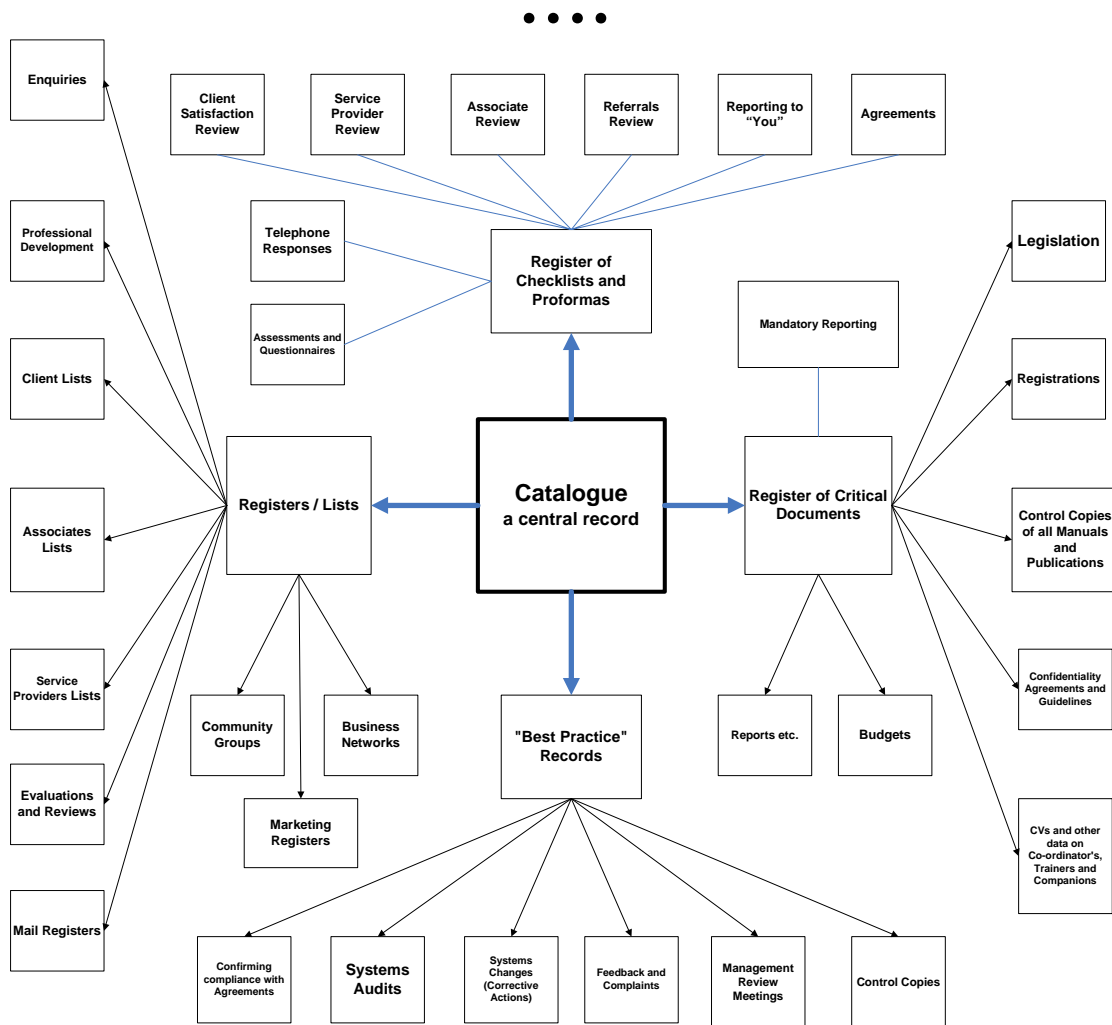 Enquiries
Client
Satisfaction
Review
Service
Provider
Review
Associate
Review
Referrals
Review
Reporting to
“You”
Agreements
Professional
Development
Telephone
Responses
Register of
Checklists and
Proformas
Legislation
Assessments and
Questionnaires
Mandatory Reporting
Client Lists
Registrations
Registers / Lists
Catalogue
a central record
Register of Critical
Documents
Associates
Lists
Control Copies
of all Manuals
and
Publications
Service
Providers Lists
Community
Groups
Business
Networks
"Best Practice"
Records
Reports etc.
Budgets
Confidentiality
Agreements and
Guidelines
Evaluations
and Reviews
Marketing
Registers
CVs and other
data on
Co-ordinator's,
Trainers and
Companions
Mail Registers
Confirming
compliance with
Agreements
Systems
Audits
Systems
Changes
(Corrective
Actions)
Feedback and
Complaints
Management
Review
Meetings
Control Copies